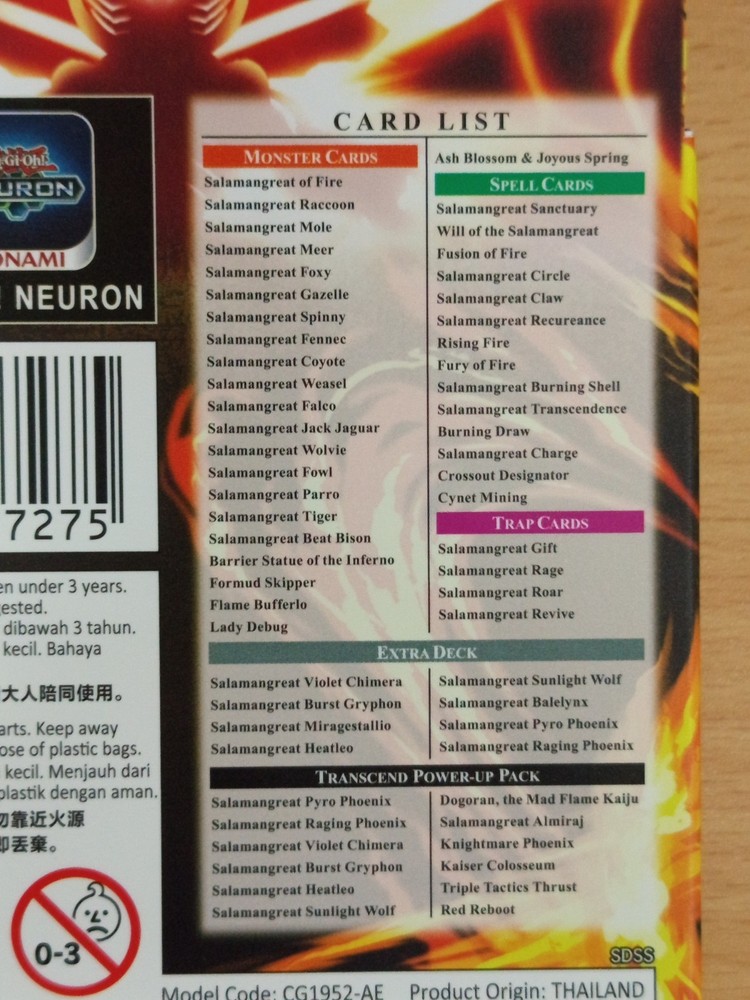 CARD LIST
MONSTER CARDS
Salamangreat of Fire
Salamangreat Raccoon
Salamangreat Mole
Salamangreat Meer
Salamangreat Foxy
Salamangreat Gazelle
Salamangreat Spinny
Salamangreat Fennec
Salamangreat Coyote
Salamangreat Weasel
Salamangreat Falco
Salamangreat Jack Jaguar
Salamangreat Wolvie
Salamangreat Fowl
Salamangreat Parro
Salamangreat Tiger
Salamangreat Beat Bison
Barrier Statue of the Inferno
Formud Skipper
Flame Bufferlo
Lady Debug
Ash Blossom & Joyous Spring
SPELL CARDS
Salamangreat Sanctuary
Will of the Salamangreat
Fusion of Fire
Salamangreat Circle
Salamangreat Claw
Salamangreat Recureance
Rising Fire
Fury of Fire
Salamangreat Burning Shell
Salamangreat Transcendence
Burning Draw
Salamangreat Charge
Crossout Designator
Cynet Mining
TRAP CARDS
Salamangreat Gift
Salamangreat Rage
Salamangreat Roar
Salamangreat Revive
EXTRA DECK
Salamangreat Violet Chimera
Salamangreat Burst Gryphon
Salamangreat Miragestallio
Salamangreat Heatleo
Salamangreat Sunlight Wolf
Salamangreat Balelynx
Salamangreat Pyro Phoenix
Salamangreat Raging Phoenix
TRANSCEND POWER-UP PACK
Salamangreat Pyro Phoenix
Salamangreat Raging Phoenix
Salamangreat Violet Chimera
Salamangreat Burst Gryphon
Salamangreat Heatleo
Salamangreat Sunlight Wolf
Dogoran, the Mad Flame Kaiju
Salamangreat Almiraj
Knightmare Phoenix
Kaiser Colosseum
Triple Tactics Thrust
Red Reboot
SDSS
Gi-Oh!
URON
ONAMI
NEURON
7275
en under 3 years.
ested.
dibawah 3 tahun.
kecil. Bahaya
大人陪同使用。
arts. Keep away
ose of plastic bags.
kecil. Menjauh dari
plastik dengan aman.
勿靠近火源
即丢棄。
0-3
Model Code: CG1952-AE Product Origin: THAILAND